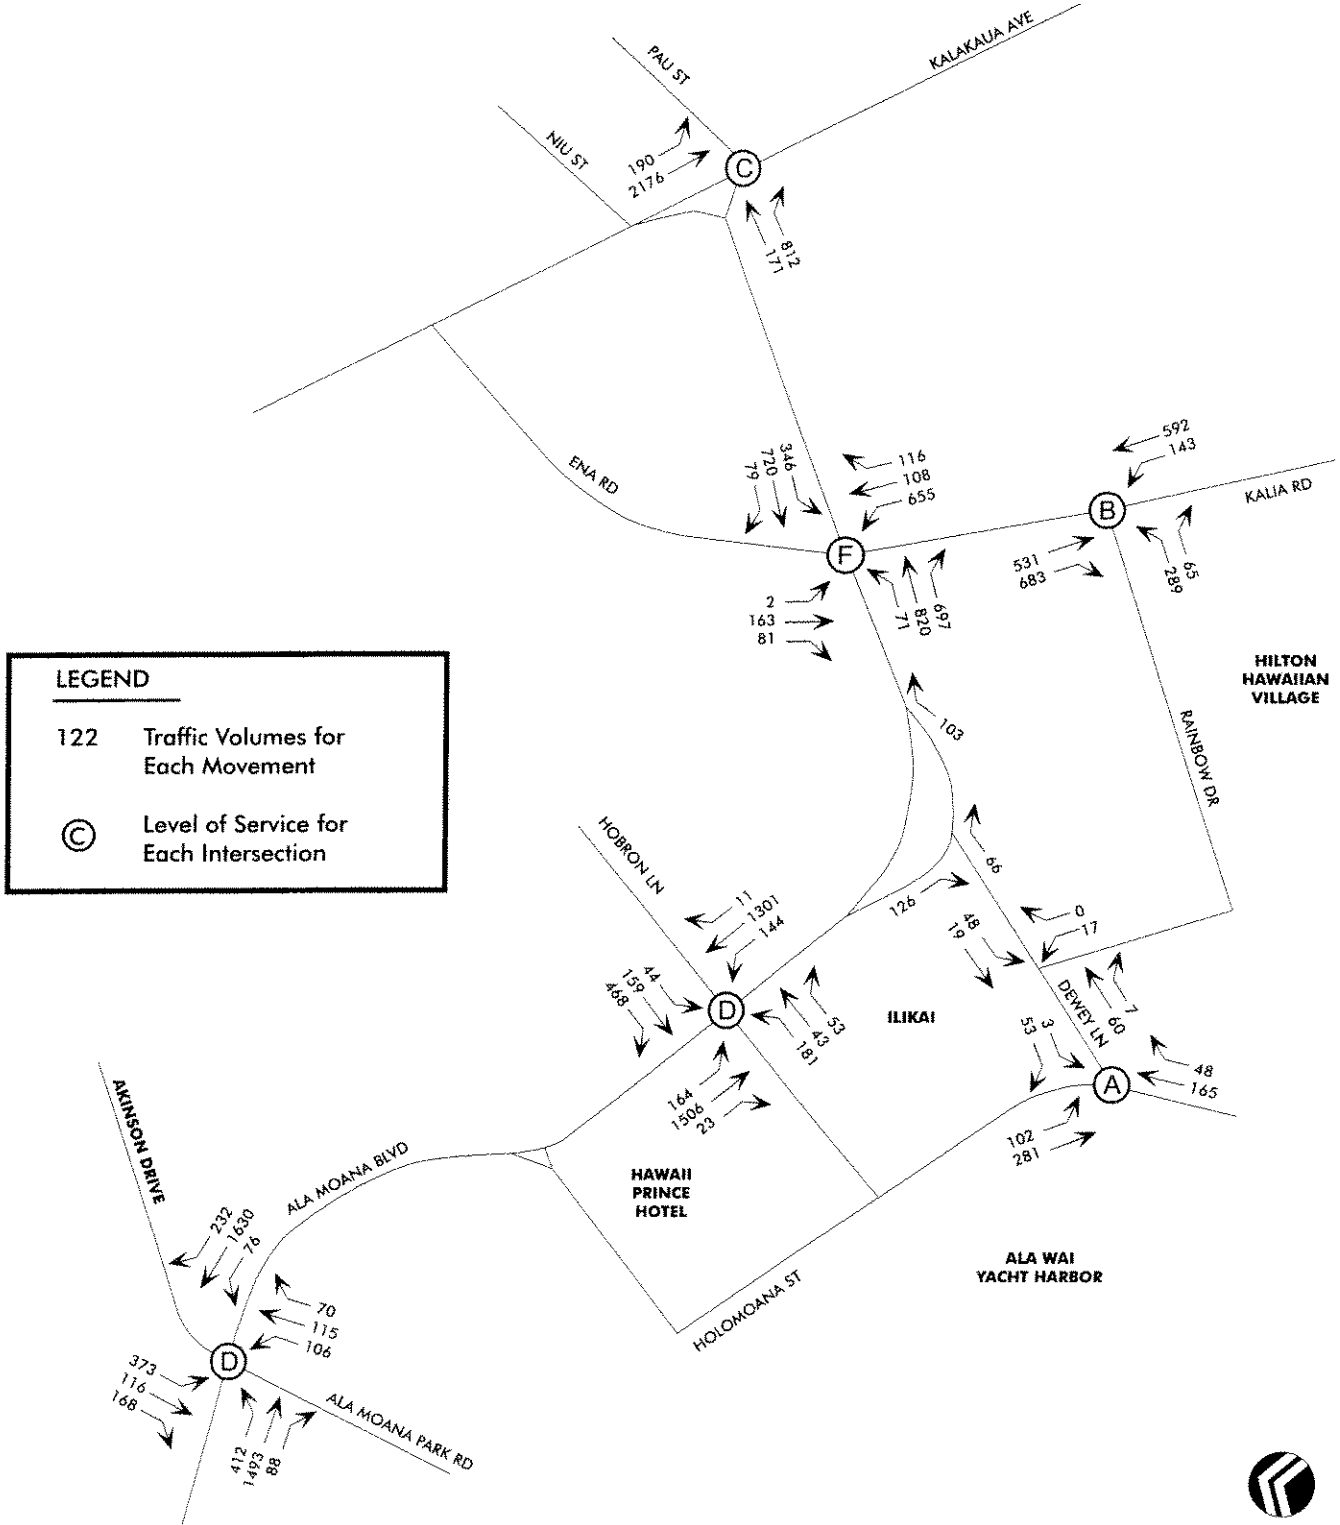 KALAKAUA AVE
PAU ST
NIU ST
190
2176
C
812
171
ENA RD
79
720
346
116
108
655
592
143
KALIA RD
B
F
531
683
65
289
2
163
81
71
820
697
LEGEND
122 Traffic Volumes for
Each Movement
C Level of Service for
Each Intersection
HILTON
HAWAIIAN
VILLAGE
103
RAINBOW DR
HOBRON LN
66
126
11
1301
144
48
19
0
17
44
159
468
D
53
43
181
ILIKAI
DEWEY LN
7
60
53
3
48
165
A
164
1506
23
102
281
AKINSON DRIVE
ALA MOANA BLVD
HAWAII
PRINCE
HOTEL
232
1630
76
ALA WAI
YACHT HARBOR
HOLOMOANA ST
70
115
106
D
373
116
168
412
1493
88
ALA MOANA PARK RD